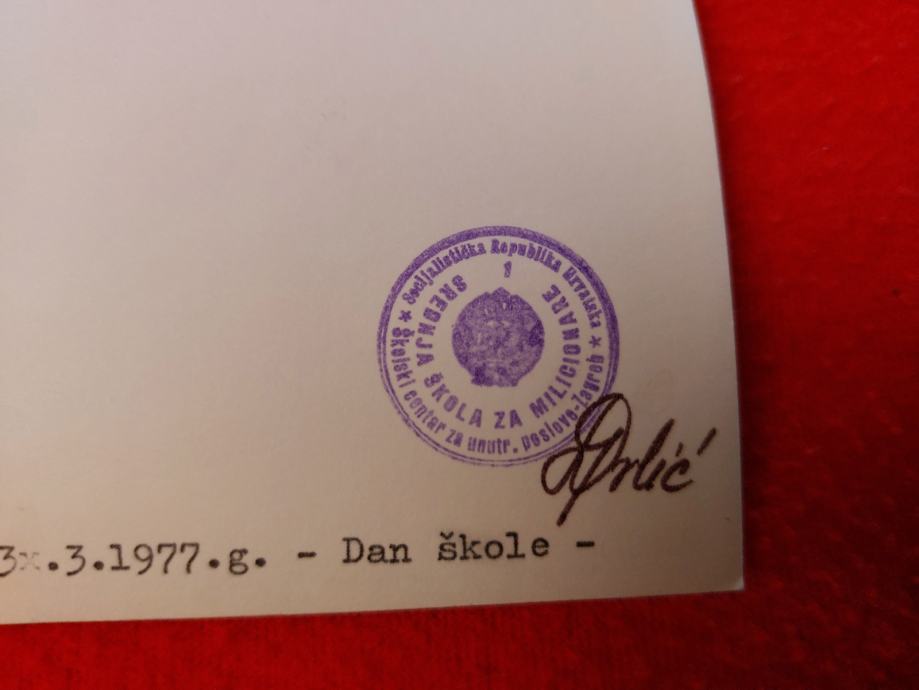 Socijalistička Republika Hrvatska
Školski centar za unutr. poslove-Zagreb
1
SREDNJA ŠKOLA ZA MILICIONARE
3x.3.1977.g. - Dan škole -